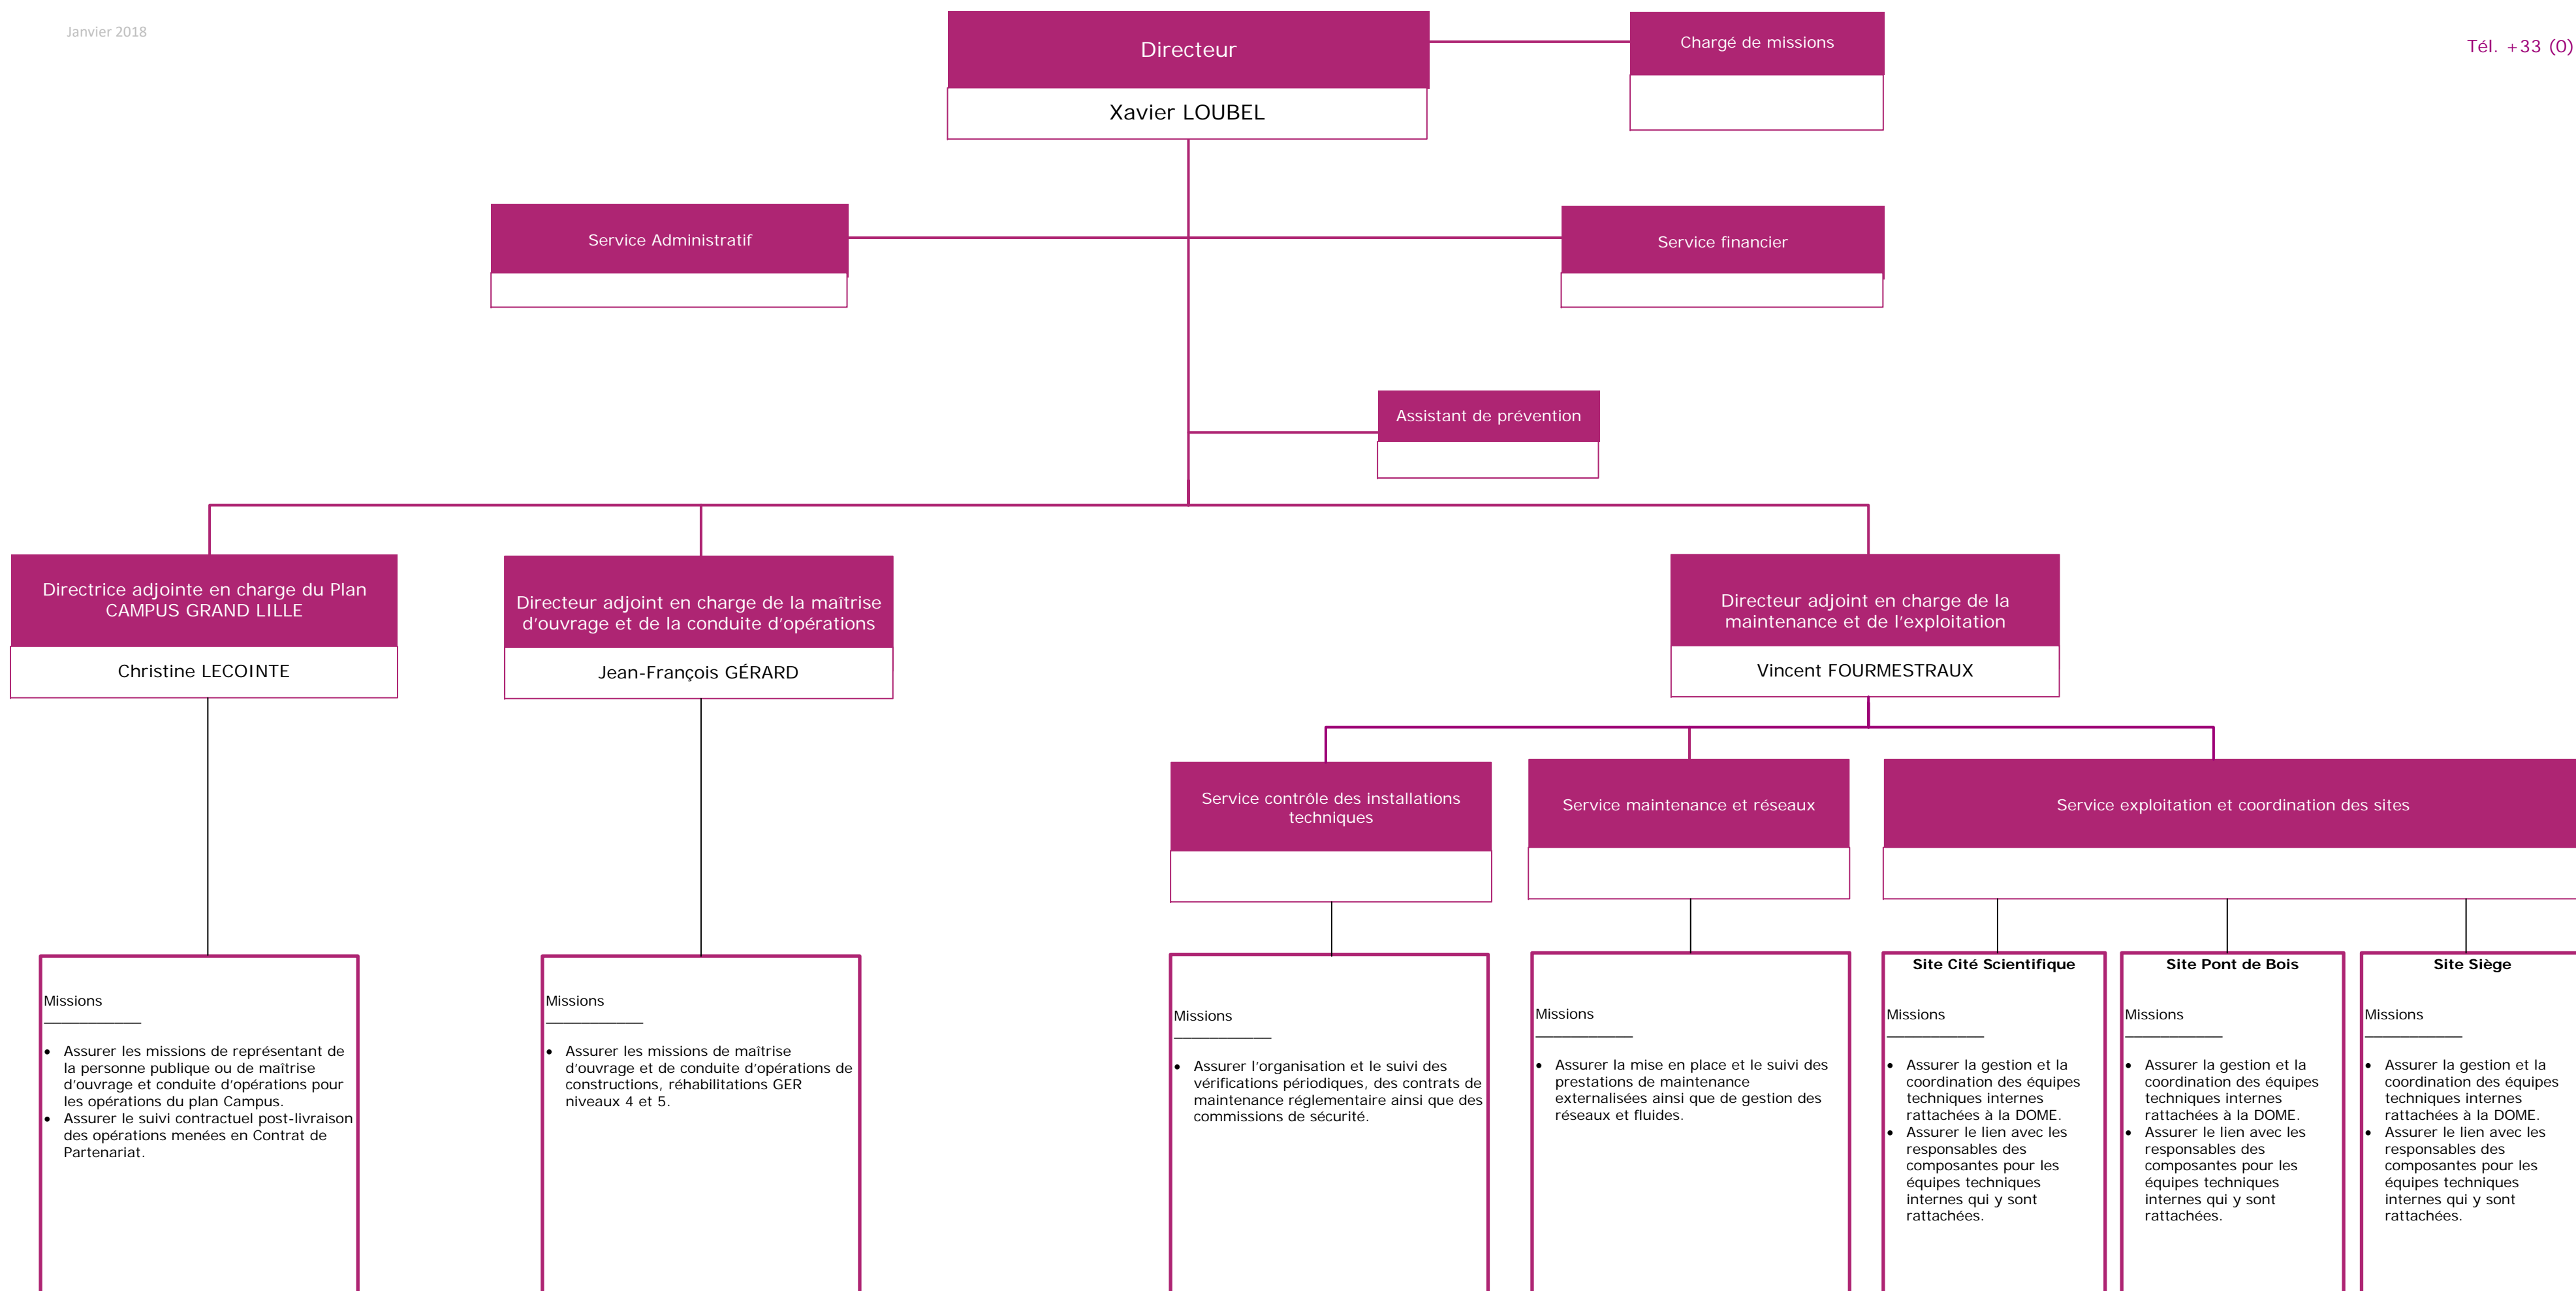 Janvier 2018
Directeur
Chargé de missions
Tél. +33 (0)
Xavier LOUBEL
Service Administratif
Service financier
Assistant de prévention
Directrice adjointe en charge du Plan
CAMPUS GRAND LILLE
Christine LECOINTE
Directeur adjoint en charge de la maîtrise
d’ouvrage et de la conduite d’opérations
Jean-François GÉRARD
Directeur adjoint en charge de la
maintenance et de l’exploitation
Vincent FOURMESTRAUX
Service contrôle des installations
techniques
Service maintenance et réseaux
Service exploitation et coordination des sites
Missions
• Assurer les missions de représentant de
la personne publique ou de maîtrise
d’ouvrage et conduite d’opérations pour
les opérations du plan Campus.
• Assurer le suivi contractuel post-livraison
des opérations menées en Contrat de
Partenariat.
Missions
• Assurer les missions de maîtrise
d’ouvrage et de conduite d’opérations de
constructions, réhabilitations GER
niveaux 4 et 5.
Missions
• Assurer l’organisation et le suivi des
vérifications périodiques, des contrats de
maintenance réglementaire ainsi que des
commissions de sécurité.
Missions
• Assurer la mise en place et le suivi des
prestations de maintenance
externalisées ainsi que de gestion des
réseaux et fluides.
Site Cité Scientifique
Missions
• Assurer la gestion et la
coordination des équipes
techniques internes
rattachées à la DOME.
• Assurer le lien avec les
responsables des
composantes pour les
équipes techniques
internes qui y sont
rattachées.
Site Pont de Bois
Missions
• Assurer la gestion et la
coordination des équipes
techniques internes
rattachées à la DOME.
• Assurer le lien avec les
responsables des
composantes pour les
équipes techniques
internes qui y sont
rattachées.
Site Siège
Missions
• Assurer la gestion et la
coordination des équipes
techniques internes
rattachées à la DOME.
• Assurer le lien avec les
responsables des
composantes pour les
équipes techniques
internes qui y sont
rattachées.